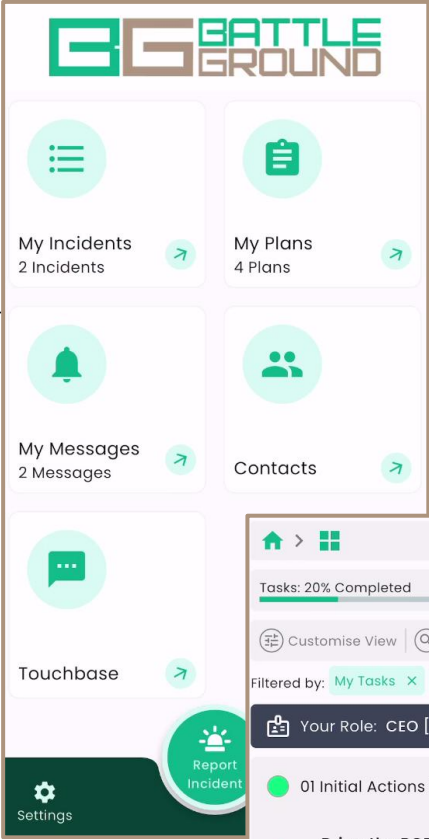 BG BATTLE
GROUND
My Incidents
2 Incidents
My Plans
4 Plans
My Messages
2 Messages
Contacts
Touchbase
Report
Incident
Settings
>
Tasks: 20% Completed
Customise View
Filtered by: My Tasks ×
Your Role: CEO [
01 Initial Actions